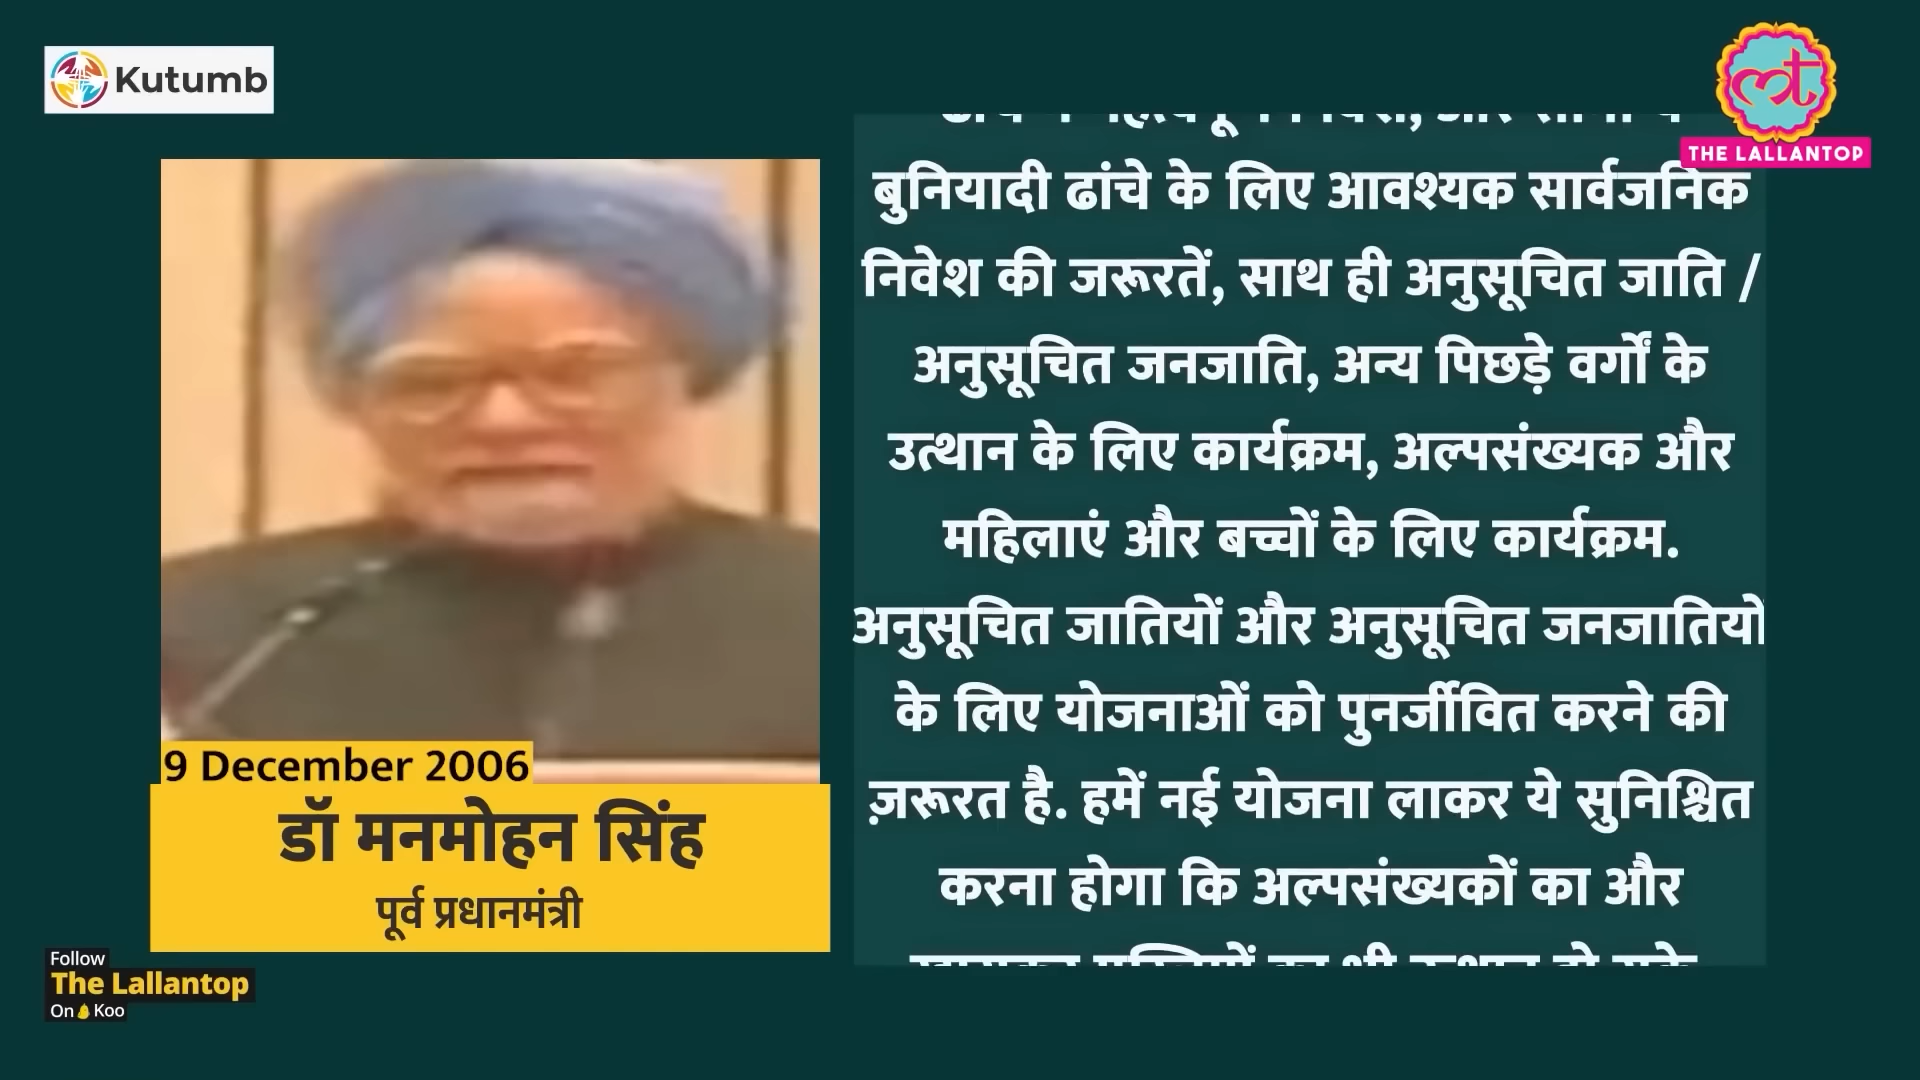 Kutumb
THE LALLANTOP
बुनियादी ढांचे के लिए आवश्यक सार्वजनिक
निवेश की जरूरतें, साथ ही अनुसूचित जाति /
अनुसूचित जनजाति, अन्य पिछड़े वर्गों के
उत्थान के लिए कार्यक्रम, अल्पसंख्यक और
महिलाएं और बच्चों के लिए कार्यक्रम.
अनुसूचित जातियों और अनुसूचित जनजातियों
के लिए योजनाओं को पुनर्जीवित करने की
ज़रूरत है. हमें नई योजना लाकर ये सुनिश्चित
करना होगा कि अल्पसंख्यकों का और
9 December 2006
डॉ मनमोहन सिंह
पूर्व प्रधानमंत्री
Follow
The Lallantop
On Koo